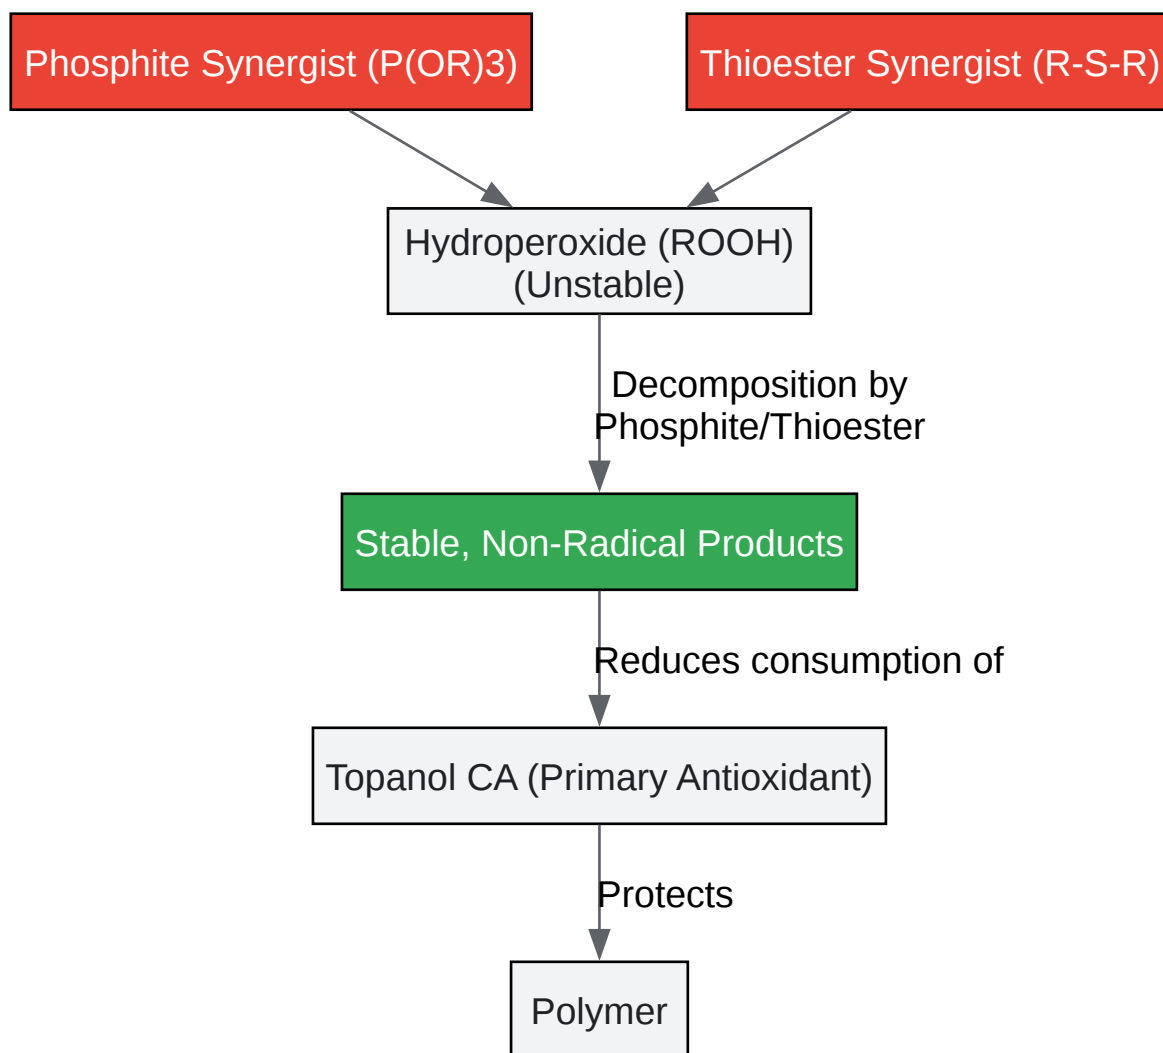 Phosphite Synergist (P(OR)3)
Thioester Synergist (R-S-R)
Hydroperoxide (ROOH)
(Unstable)
Decomposition by
Phosphite/Thioester
Stable, Non-Radical Products
Reduces consumption of
Topanol CA (Primary Antioxidant)
Protects
Polymer